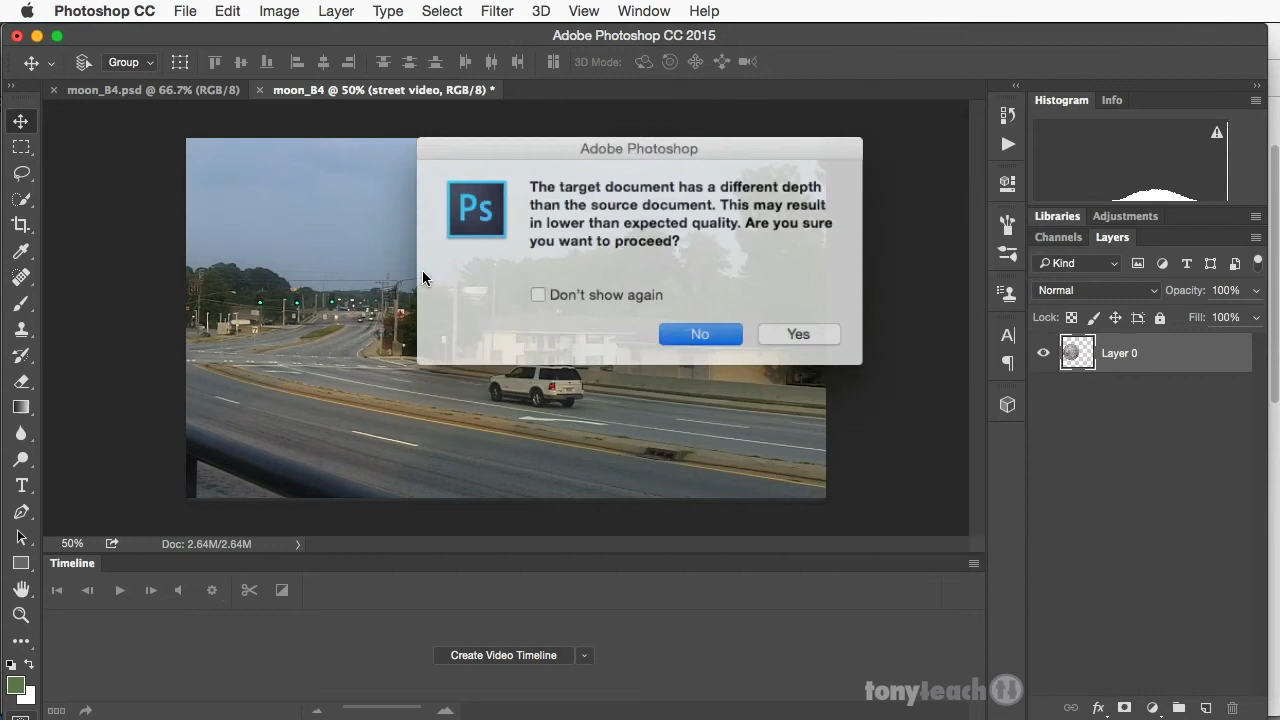 Photoshop CC File Edit Image Layer Type Select Filter 3D View Window Help
Adobe Photoshop CC 2015
Group 3D Mode:
moon_B4.psd @ 66.7% (RGB/8) moon_B4 @ 50% (street video, RGB/8) *
Histogram Info
Adobe Photoshop
Ps
The target document has a different depth
than the source document. This may result
in lower than expected quality. Are you sure
you want to proceed?
Don't show again
No Yes
Libraries Adjustments
Channels Layers
Kind
Normal Opacity: 100%
Lock: Fill: 100%
Layer 0
50% Doc: 2.64M/2.64M
Timeline
Create Video Timeline
tonyteach
fx